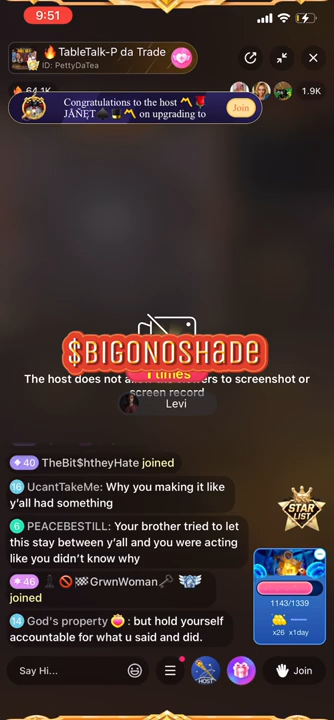 9:51
🔥 TableTalk-P da Trade
ID: PettyDaTea
64.1K
1.9K
Congratulations to the host 〽️🌹
JÅÑĘŢ♠️🎩〽️ on upgrading to
Join
$BIGONOSHADE
The host does not allow the viewers to screenshot or
screen record
Levi
40 TheBit$htheyHate joined
16 UcantTakeMe: Why you making it like
y'all had something
6 PEACEBESTILL: Your brother tried to let
this stay between y'all and you were acting
like you didn't know why
46 🚫🏁GrwnWoman🗝️
joined
14 God's property : but hold yourself
accountable for what u said and did.
STAR
LIST
1143/1339
x26 x1day
Say Hi...
HOST
Join